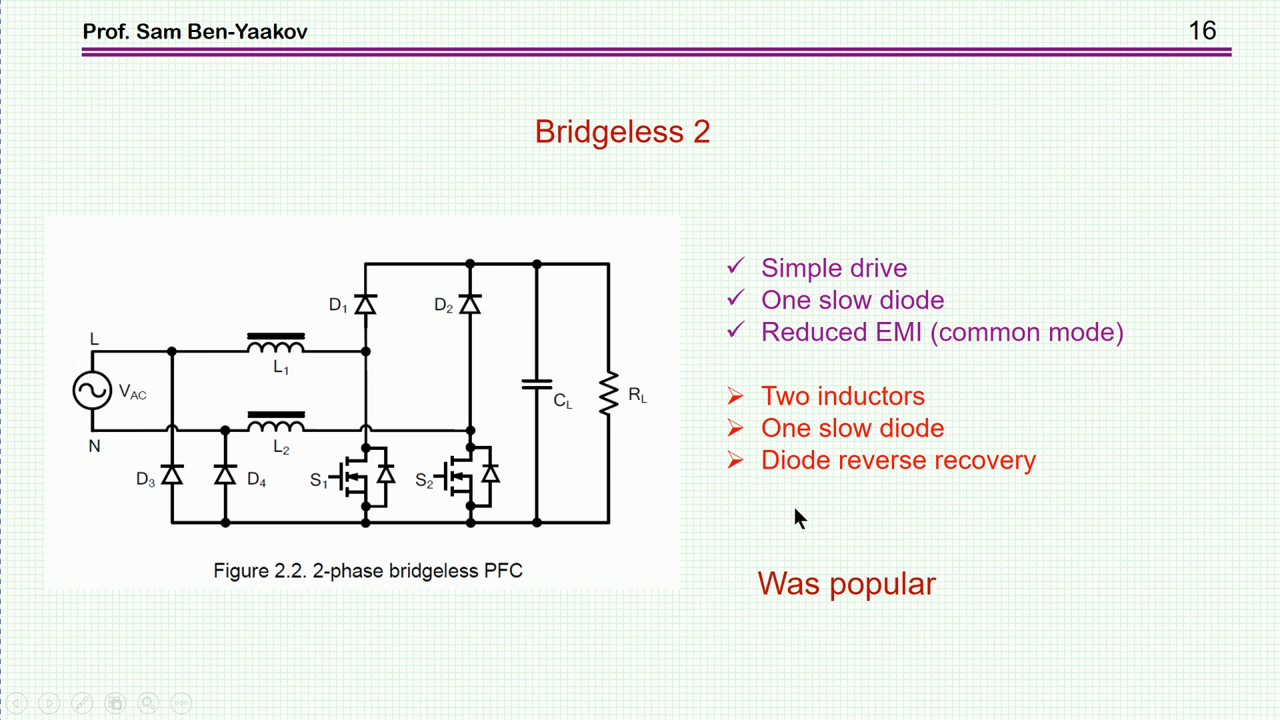 Prof. Sam Ben-Yaakov
16
Bridgeless 2
✓ Simple drive
✓ One slow diode
✓ Reduced EMI (common mode)
➢ Two inductors
➢ One slow diode
➢ Diode reverse recovery
Was popular
D1
D2
L
L1
VAC
CL
RL
N
L2
D3
D4
S1
S2
Figure 2.2. 2-phase bridgeless PFC